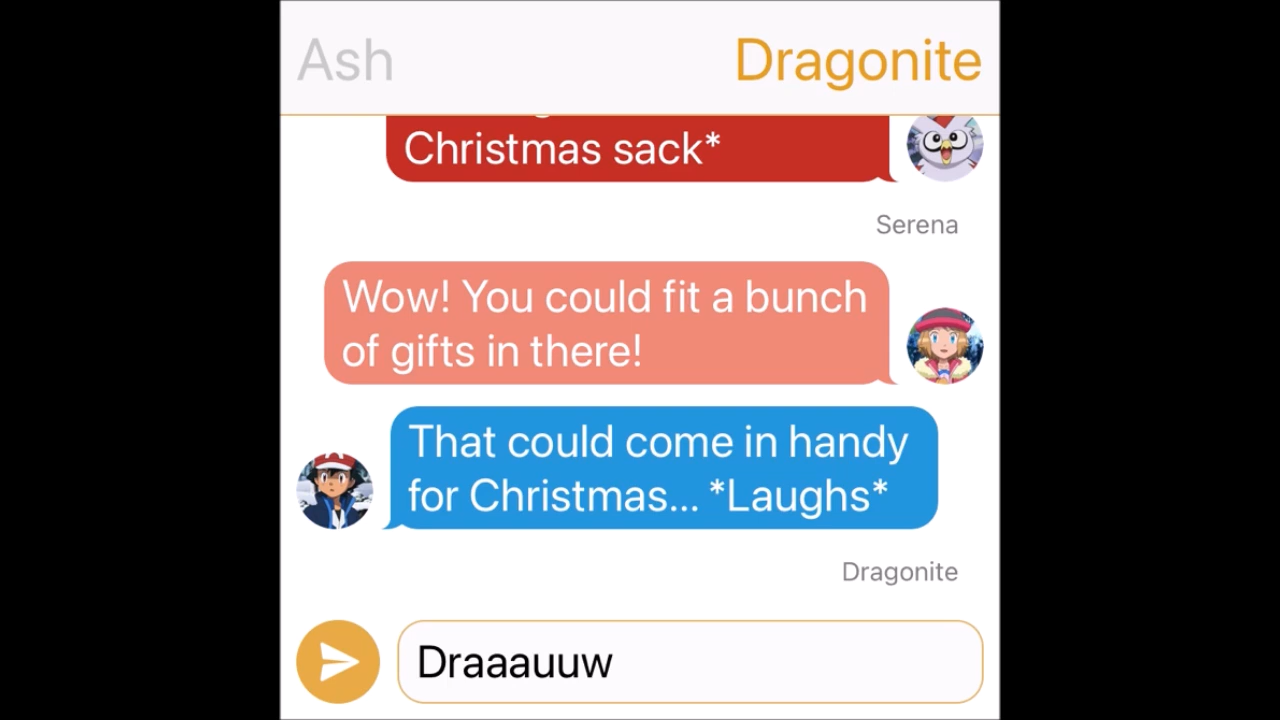 Ash
Dragonite
Christmas sack*
Serena
Wow! You could fit a bunch
of gifts in there!
That could come in handy
for Christmas... *Laughs*
Dragonite
Draaauuw